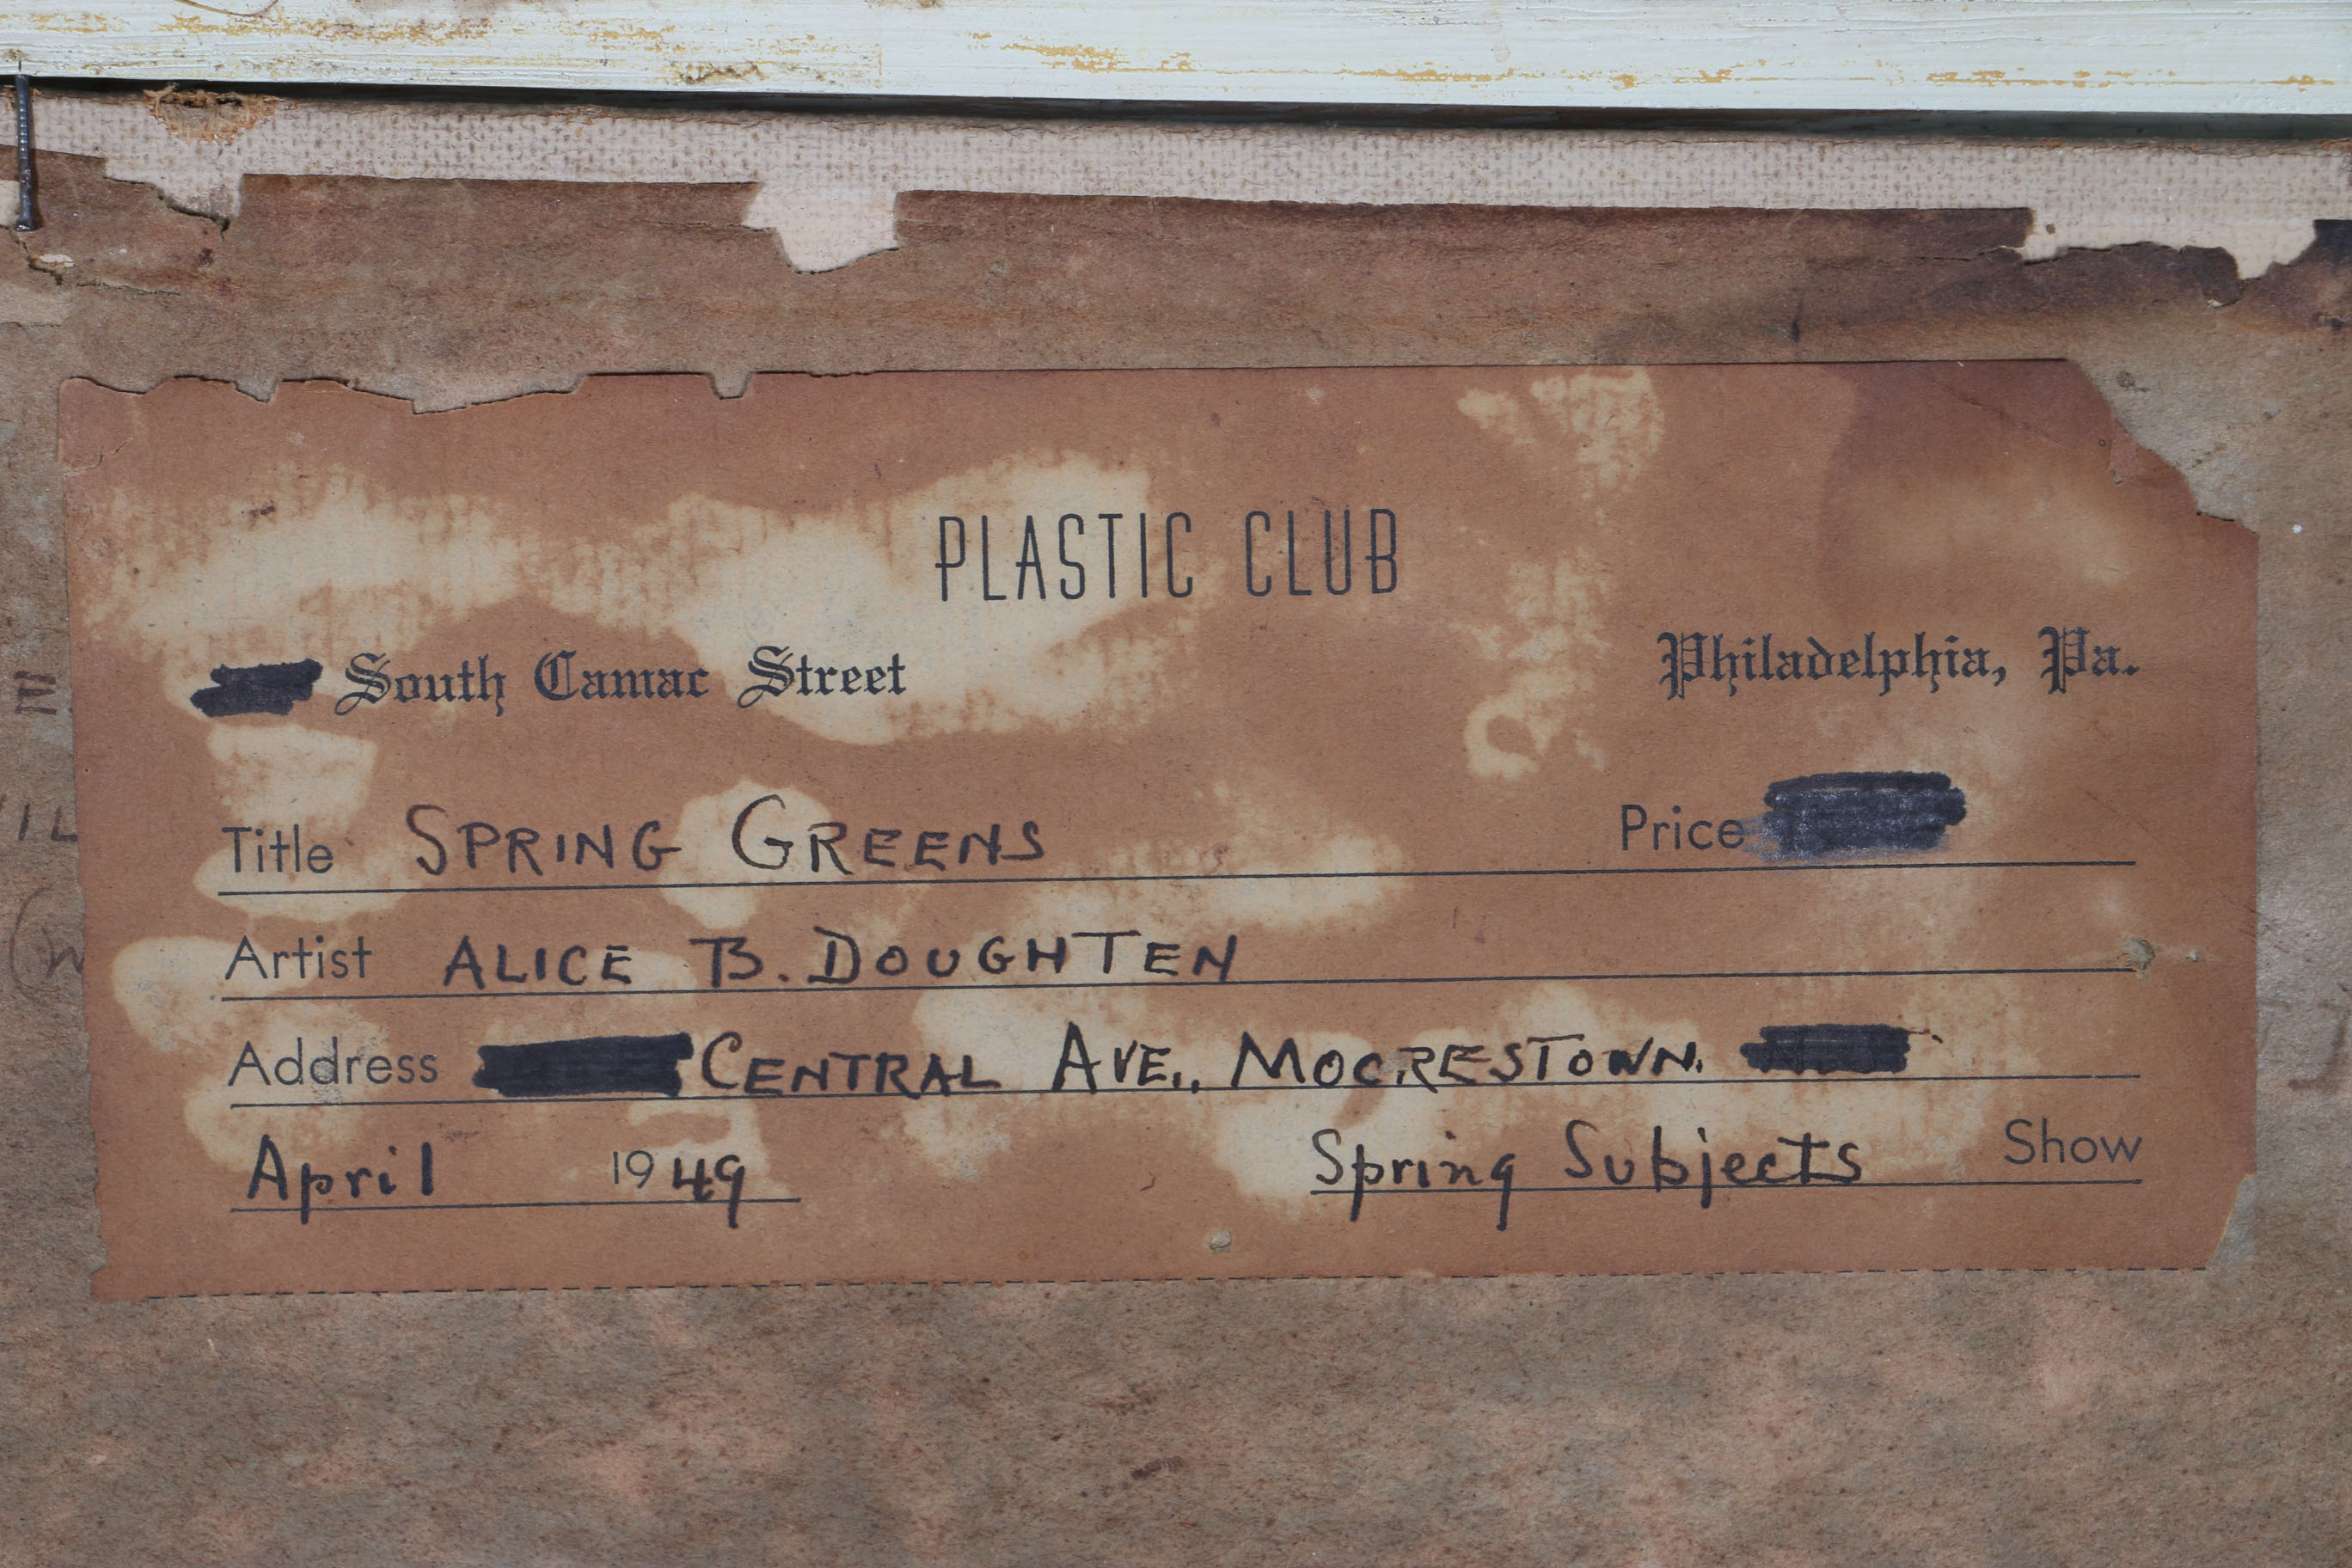 PLASTIC CLUB
South Camac Street Philadelphia, Pa.
Title SPRING GREENS Price
Artist ALICE B. DOUGHTEN
Address CENTRAL AVE., MOORESTOWN.
April 1949 Spring Subjects Show
E
IL